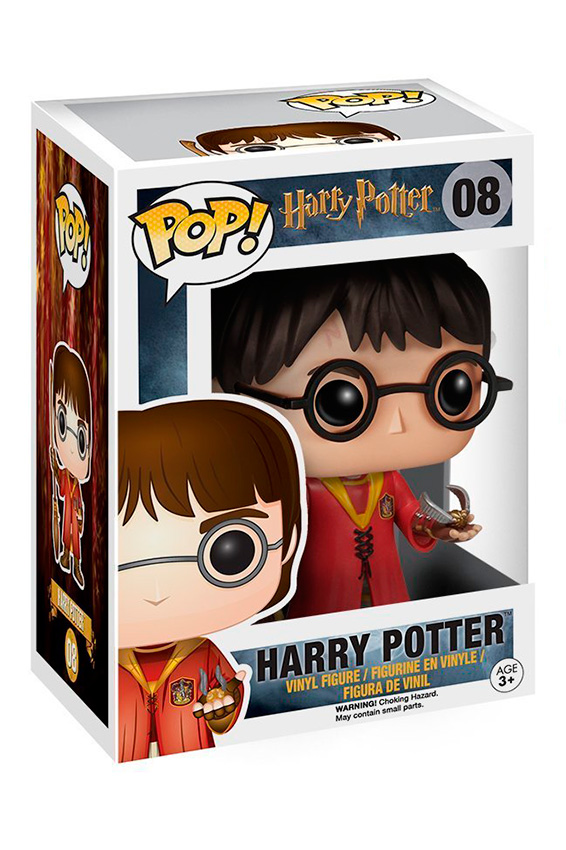 POP!
POP!
Harry Potter™ 08
POP!
HARRY POTTER
08
HARRY POTTER™
VINYL FIGURE / FIGURINE EN VINYLE /
FIGURA DE VINIL
WARNING! Choking Hazard.
May contain small parts.
AGE
3+